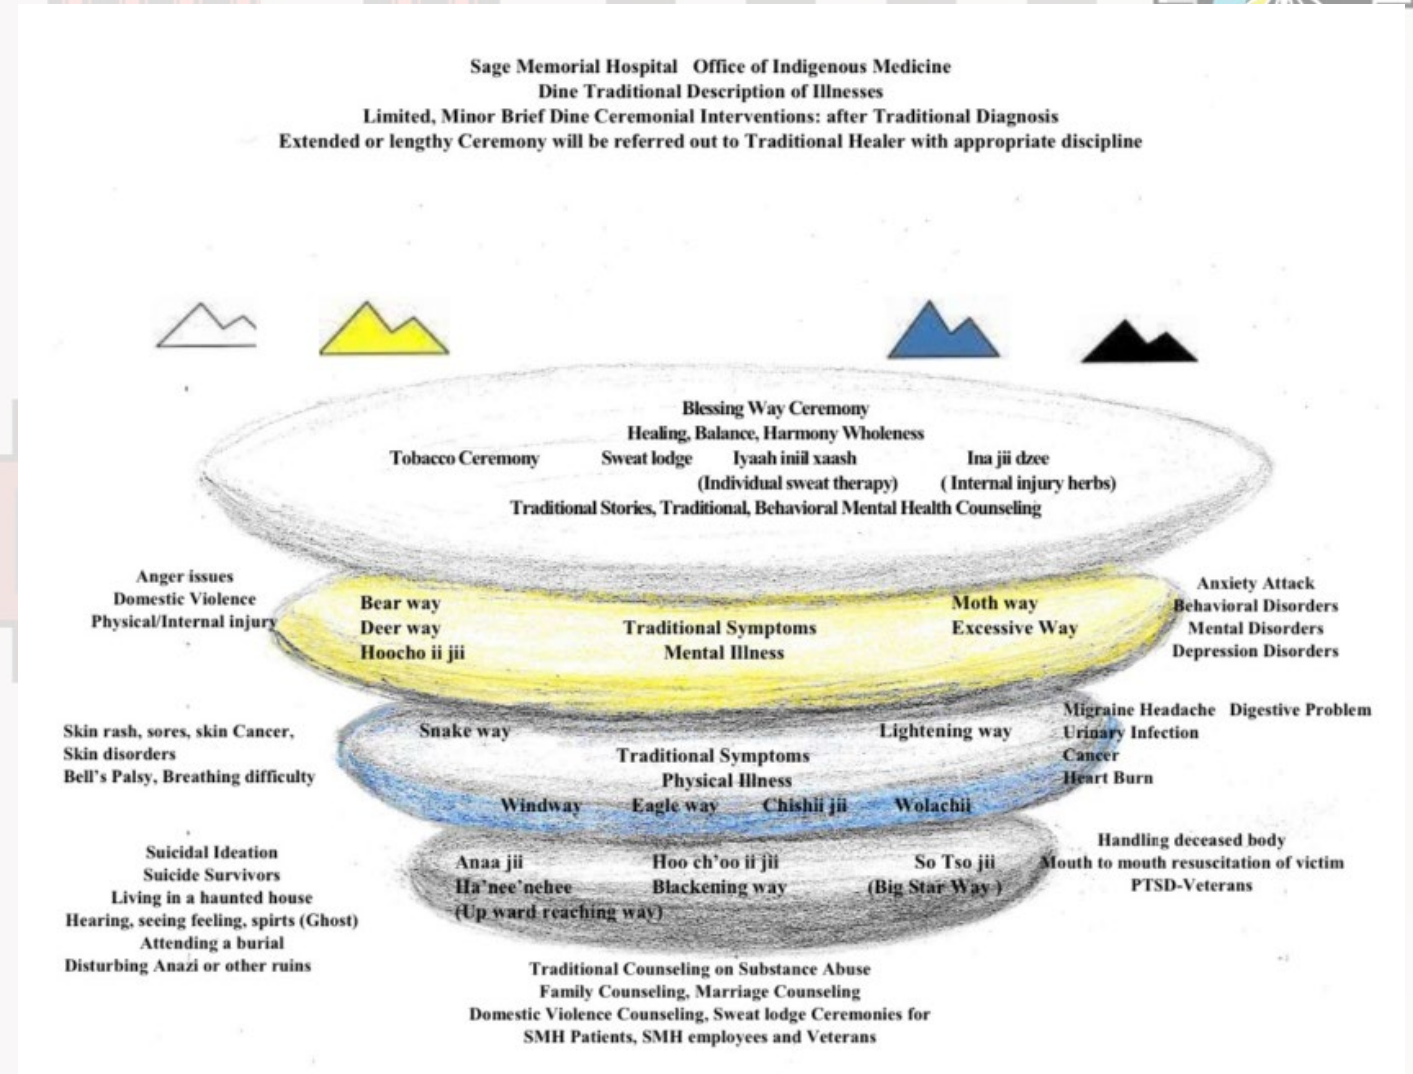 Sage Memorial Hospital Office of Indigenous Medicine
Dine Traditional Description of Illnesses
Limited, Minor Brief Dine Ceremonial Interventions: after Traditional Diagnosis
Extended or lengthy Ceremony will be referred out to Traditional Healer with appropriate discipline
Blessing Way Ceremony
Healing, Balance, Harmony Wholeness
Tobacco Ceremony Sweat lodge Iyaah iniil xaash Ina jii dzee
(Individual sweat therapy) ( Internal injury herbs)
Traditional Stories, Traditional, Behavioral Mental Health Counseling
Anger issues
Domestic Violence
Physical/Internal injury
Bear way
Deer way
Hoocho ii jii
Traditional Symptoms
Mental Illness
Moth way
Excessive Way
Anxiety Attack
Behavioral Disorders
Mental Disorders
Depression Disorders
Skin rash, sores, skin Cancer,
Skin disorders
Bell's Palsy, Breathing difficulty
Snake way
Traditional Symptoms
Physical Illness
Lightening way
Windway Eagle way Chishii jii Wolachii
Migraine Headache Digestive Problem
Urinary Infection
Cancer
Heart Burn
Suicidal Ideation
Suicide Survivors
Living in a haunted house
Hearing, seeing feeling, spirts (Ghost)
Attending a burial
Disturbing Anazi or other ruins
Anaa jii
Ha'nee'nehee
(Up ward reaching way)
Hoo ch'oo ii jii
Blackening way
So Tso jii
(Big Star Way )
Handling deceased body
Mouth to mouth resuscitation of victim
PTSD-Veterans
Traditional Counseling on Substance Abuse
Family Counseling, Marriage Counseling
Domestic Violence Counseling, Sweat lodge Ceremonies for
SMH Patients, SMH employees and Veterans